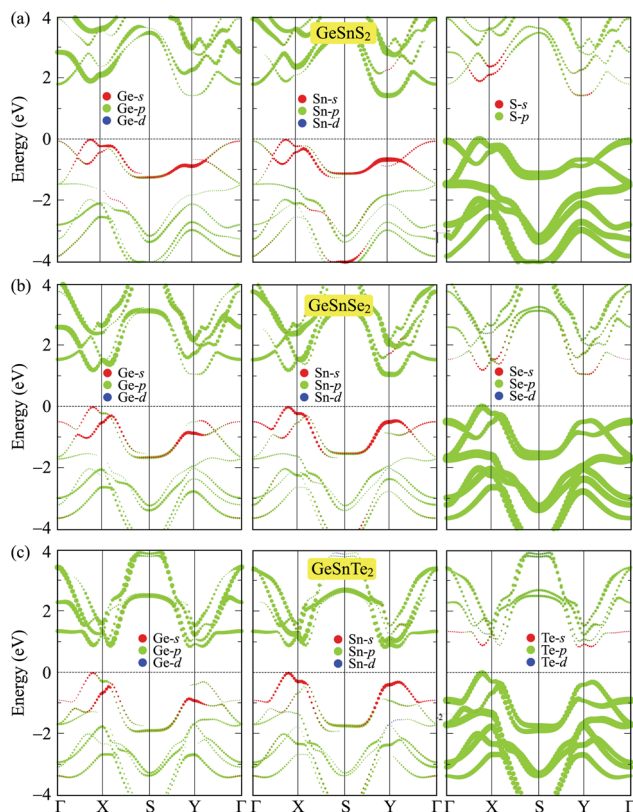 (a)
GeSnS2
4
2
0
−2
−4
Energy (eV)
Ge-s
Ge-p
Ge-d
Sn-s
Sn-p
Sn-d
S-s
S-p
(b)
GeSnSe2
4
2
0
−2
−4
Energy (eV)
Ge-s
Ge-p
Ge-d
Sn-s
Sn-p
Sn-d
Se-s
Se-p
Se-d
(c)
GeSnTe2
4
2
0
−2
−4
Energy (eV)
Ge-s
Ge-p
Ge-d
Sn-s
Sn-p
Sn-d
-2
Te-s
Te-p
Te-d
Γ X S Y Γ X S Y Γ X S Y Γ